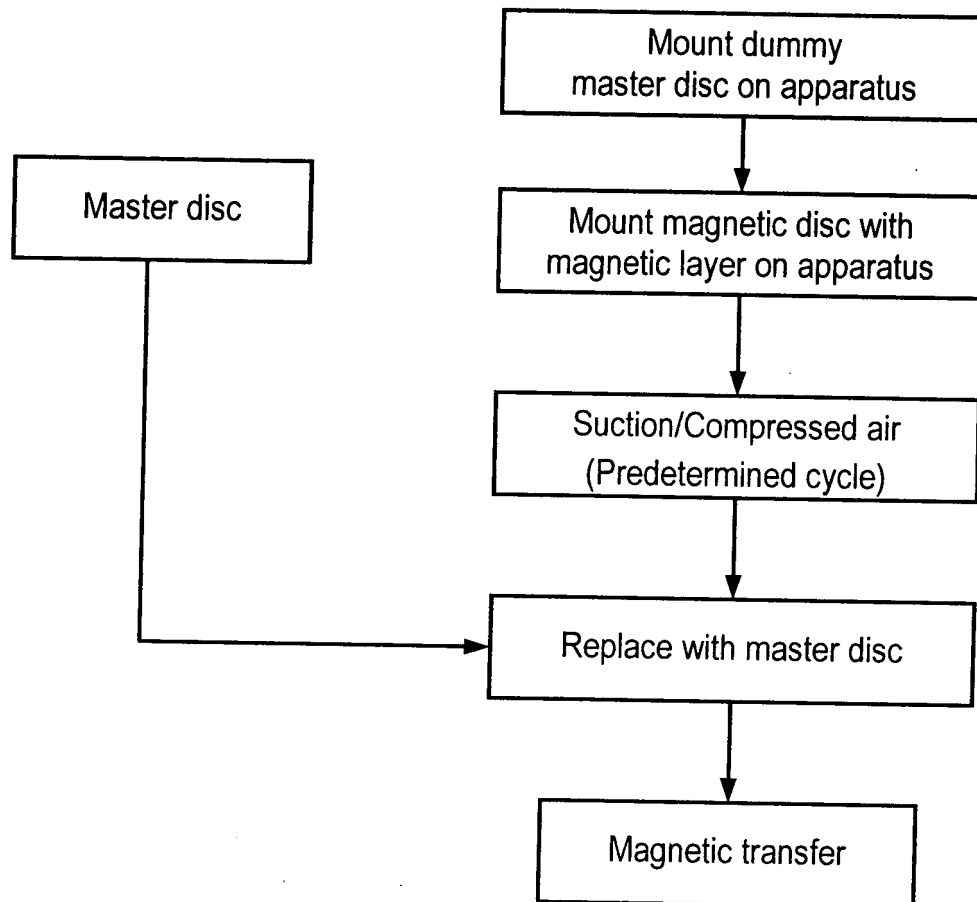 Mount dummy
master disc on apparatus
Master disc
Mount magnetic disc with
magnetic layer on apparatus
Suction/Compressed air
(Predetermined cycle)
Replace with master disc
Magnetic transfer